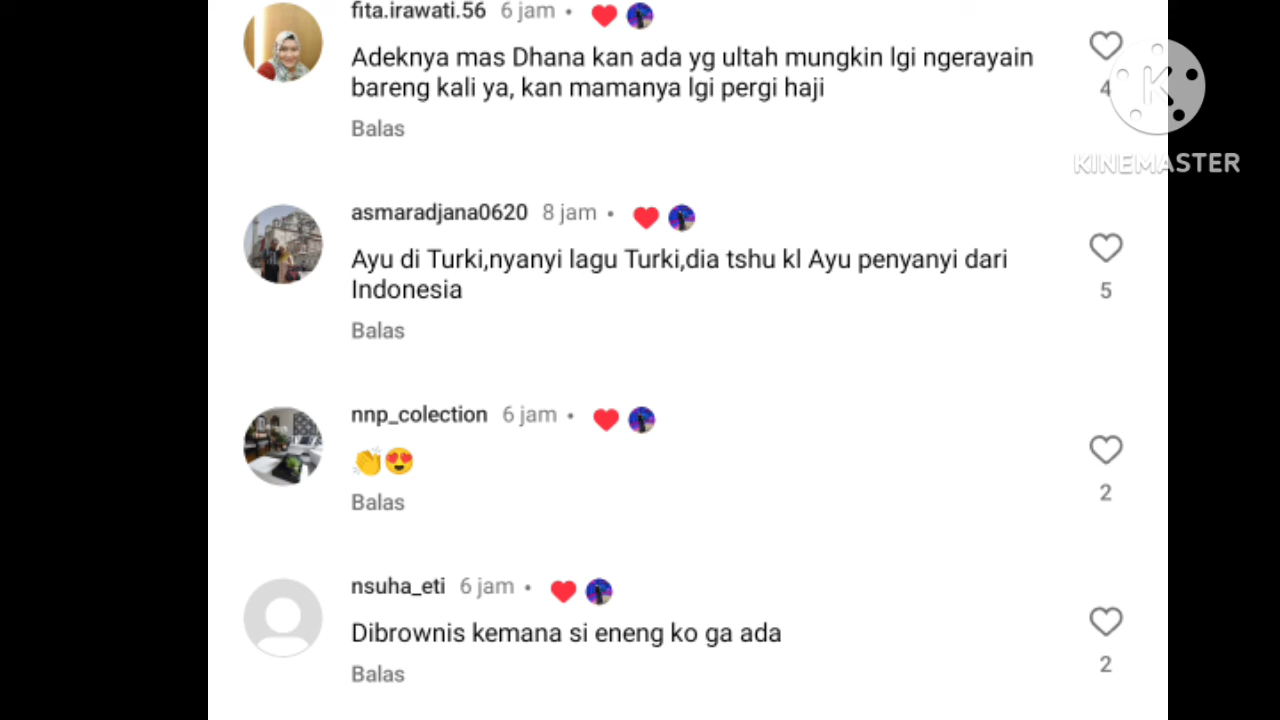 fita.irawati.56 6 jam •
Adeknya mas Dhana kan ada yg ultah mungkin lgi ngerayain
bareng kali ya, kan mamanya lgi pergi haji
4
Balas
K
KINEMASTER
asmaradjana0620 8 jam •
Ayu di Turki,nyanyi lagu Turki,dia tshu kl Ayu penyanyi dari
Indonesia
5
Balas
nnp_colection 6 jam •
👏😍
2
Balas
nsuha_eti 6 jam •
Dibrownis kemana si eneng ko ga ada
2
Balas